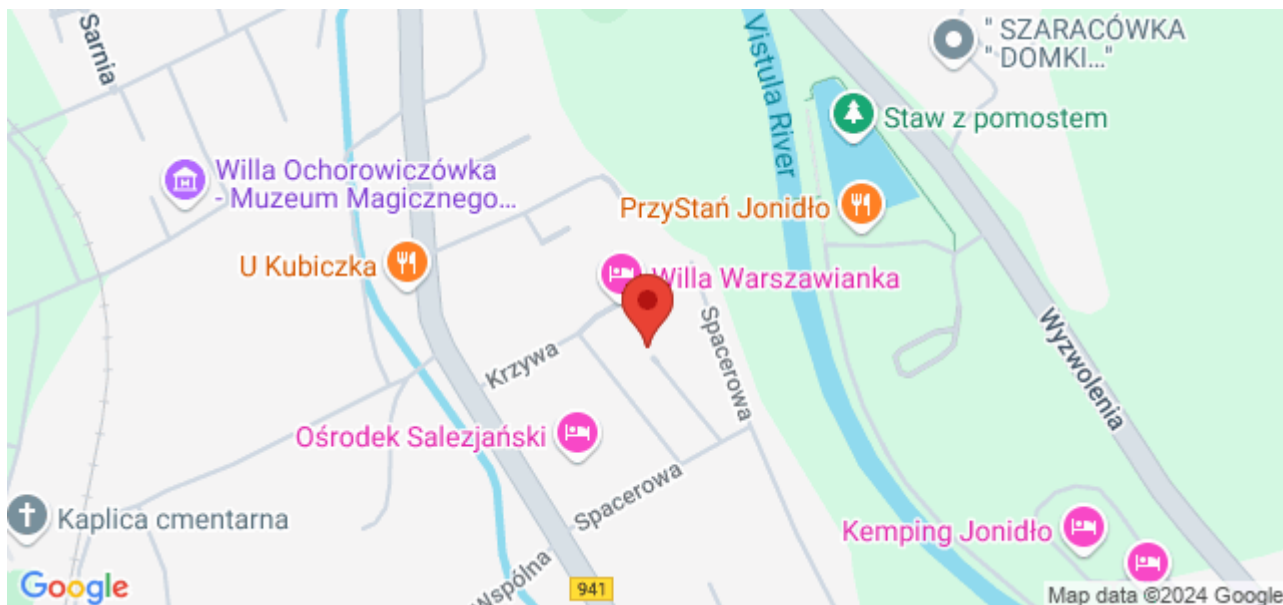 Sarnia
Vistula River
" SZARACÓWKA
" DOMKI..."
Staw z pomostem
Willa Ochorowiczówka
- Muzeum Magicznego...
PrzyStań Jonidło
U Kubiczka
Willa Warszawianka
Spacerowa
Wyzwolenia
Krzywa
Ośrodek Salezjański
Spacerowa
Kaplica cmentarna
Kemping Jonidło
Wspólna
941
Google
Map data ©2024 Google